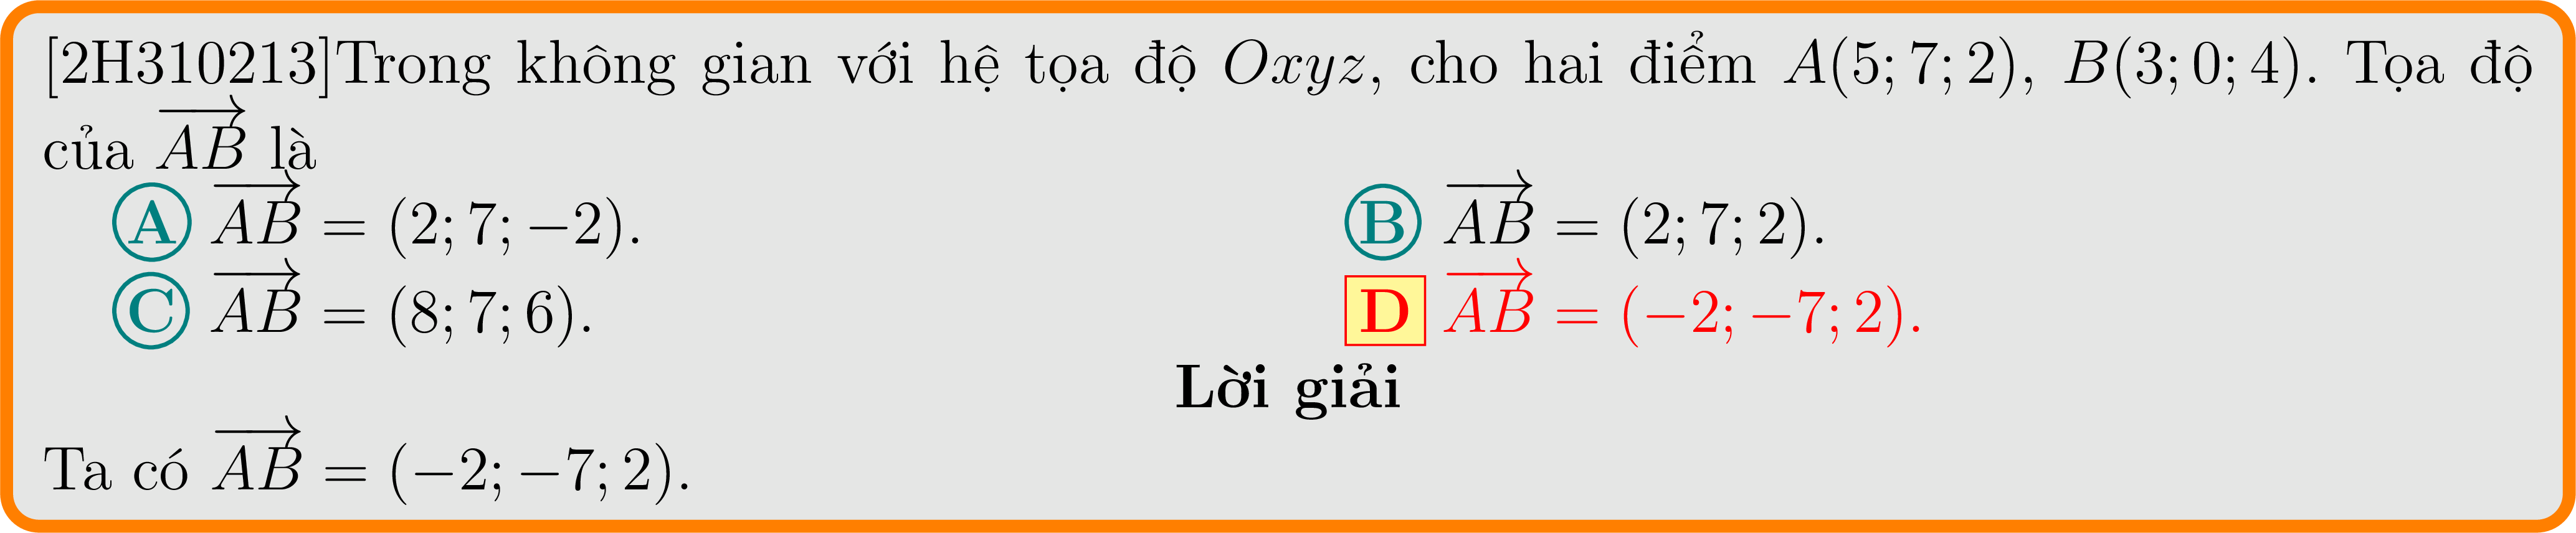 [2H310213]Trong không gian với hệ tọa độ Oxyz, cho hai điểm A(5; 7; 2), B(3; 0; 4). Tọa độ
của $\overrightarrow{AB}$ là
A $\overrightarrow{AB}$ = (2; 7; −2). B $\overrightarrow{AB}$ = (2; 7; 2).
C $\overrightarrow{AB}$ = (8; 7; 6). D $\overrightarrow{AB}$ = (−2; −7; 2).
Lời giải
Ta có $\overrightarrow{AB}$ = (−2; −7; 2).